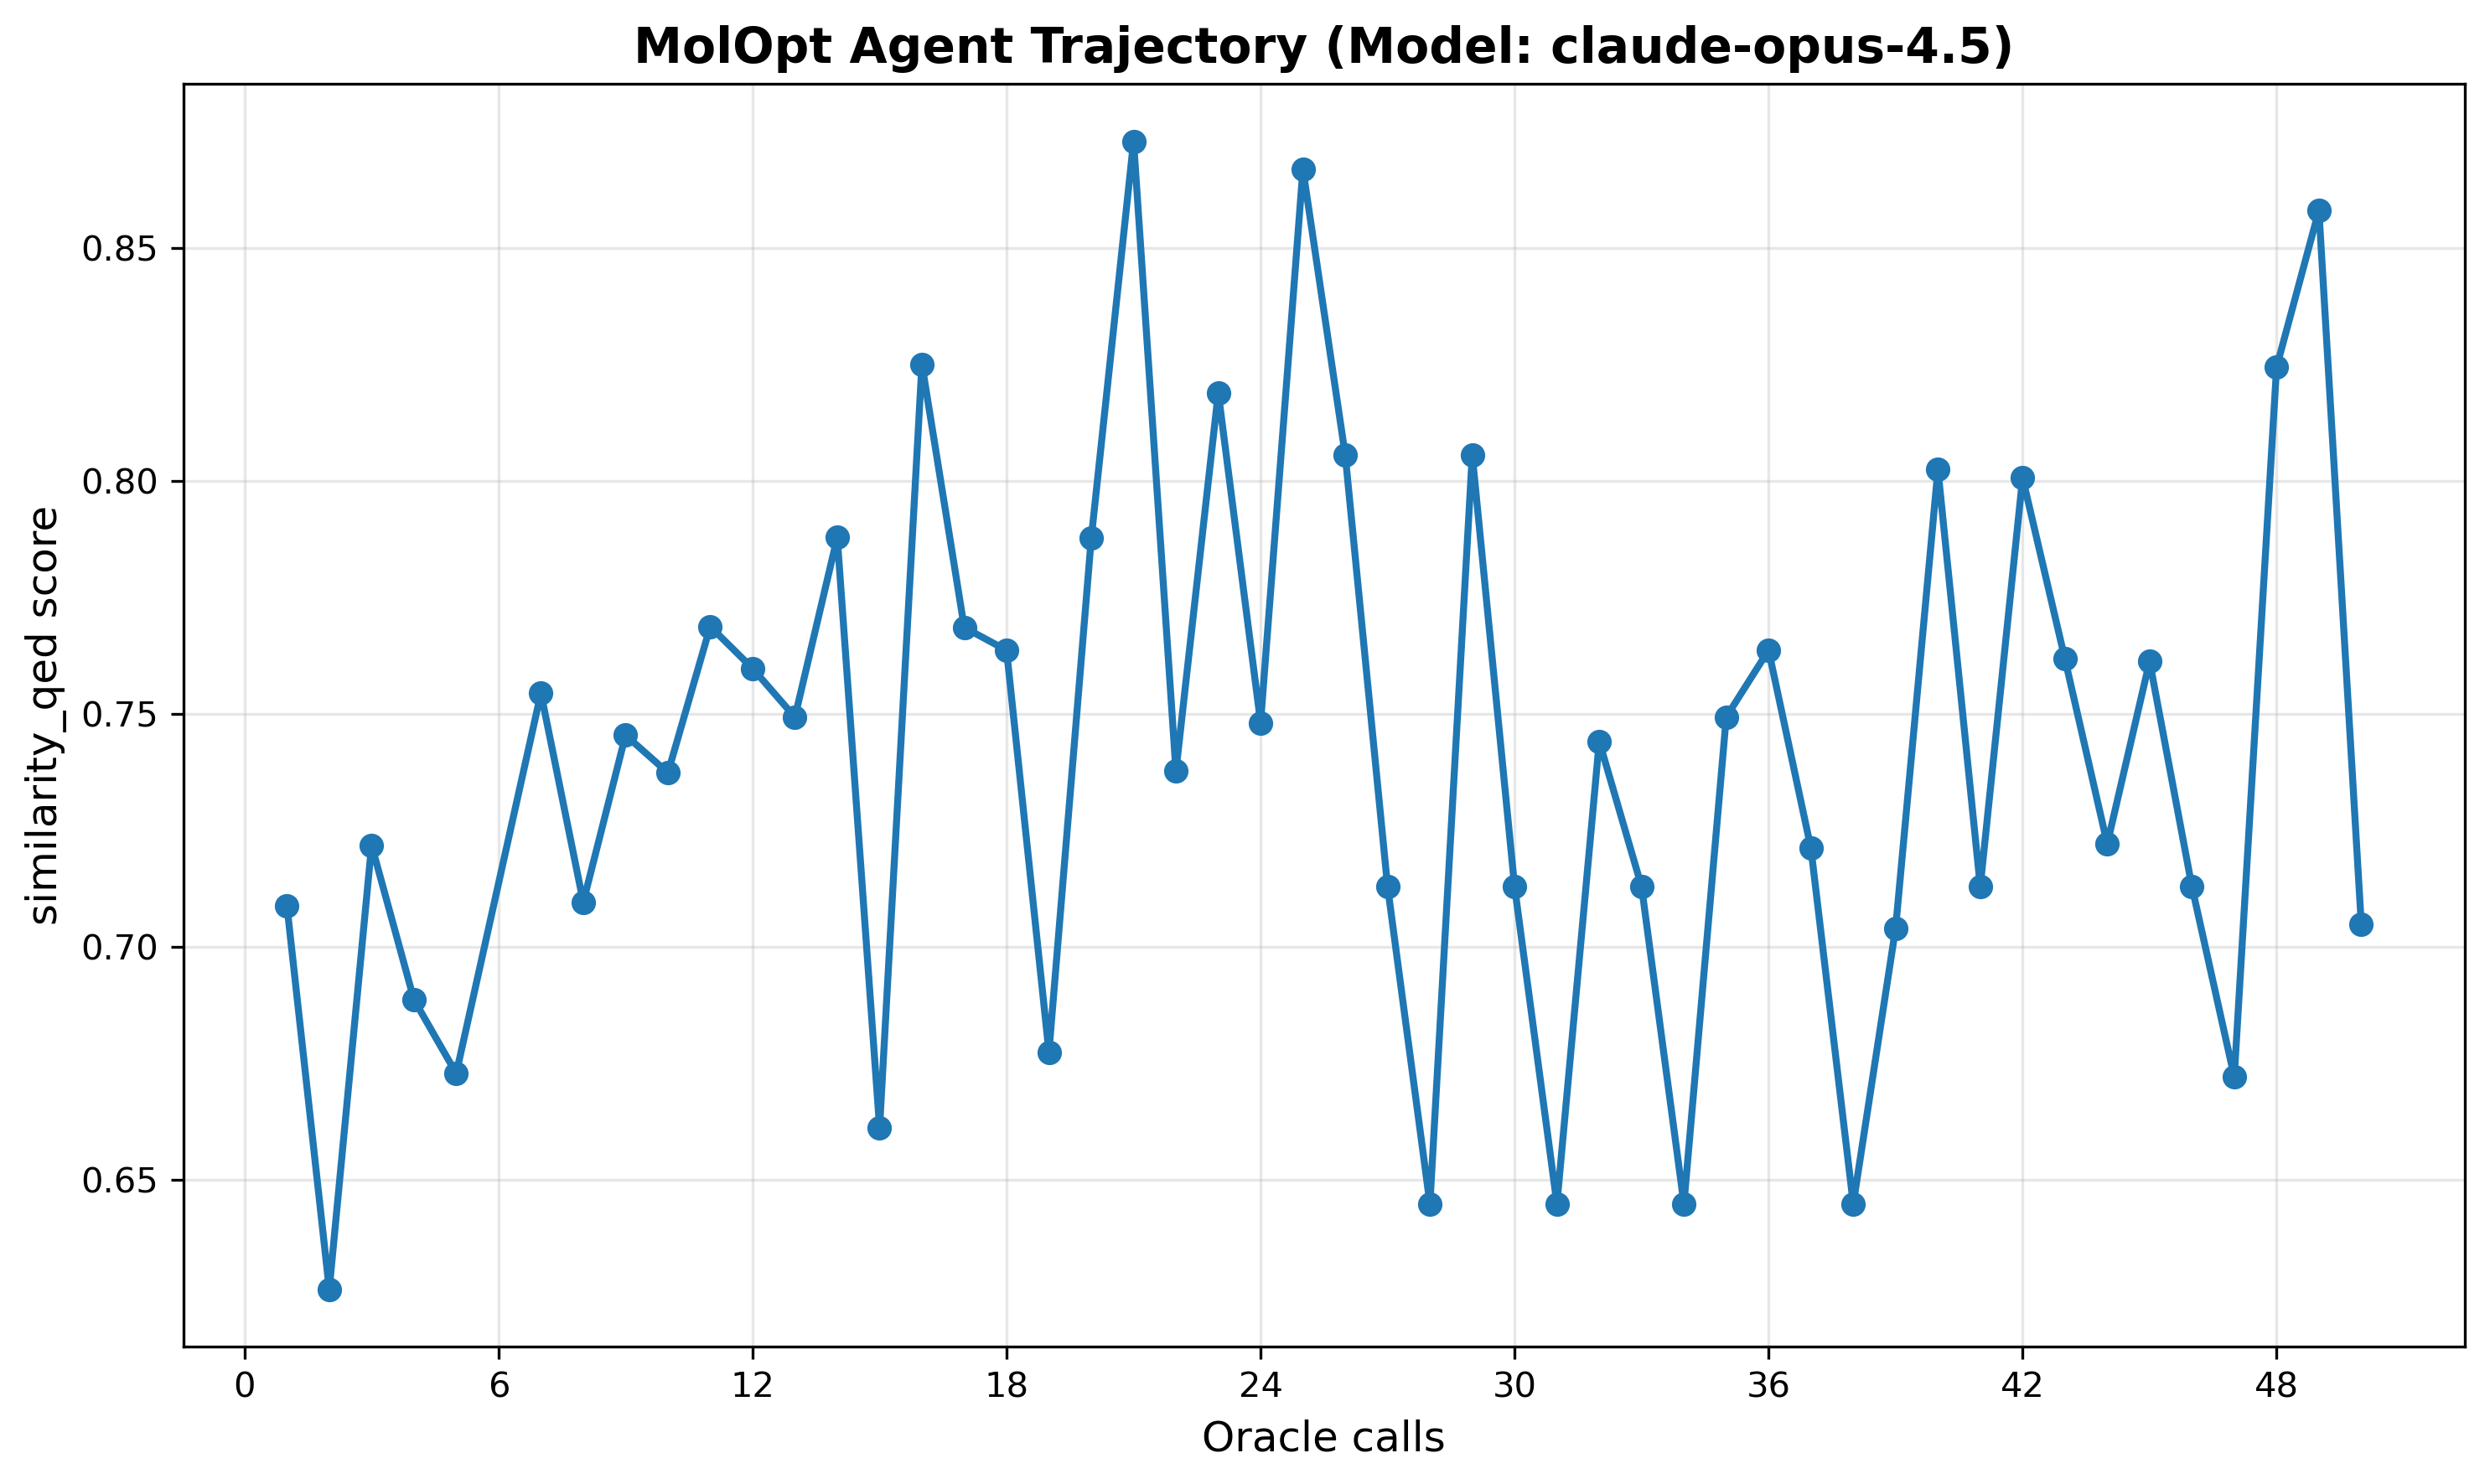 MolOpt Agent Trajectory (Model: claude-opus-4.5)
similarity_qed score
0.85
0.80
0.75
0.70
0.65
0 6 12 18 24 30 36 42 48
Oracle calls